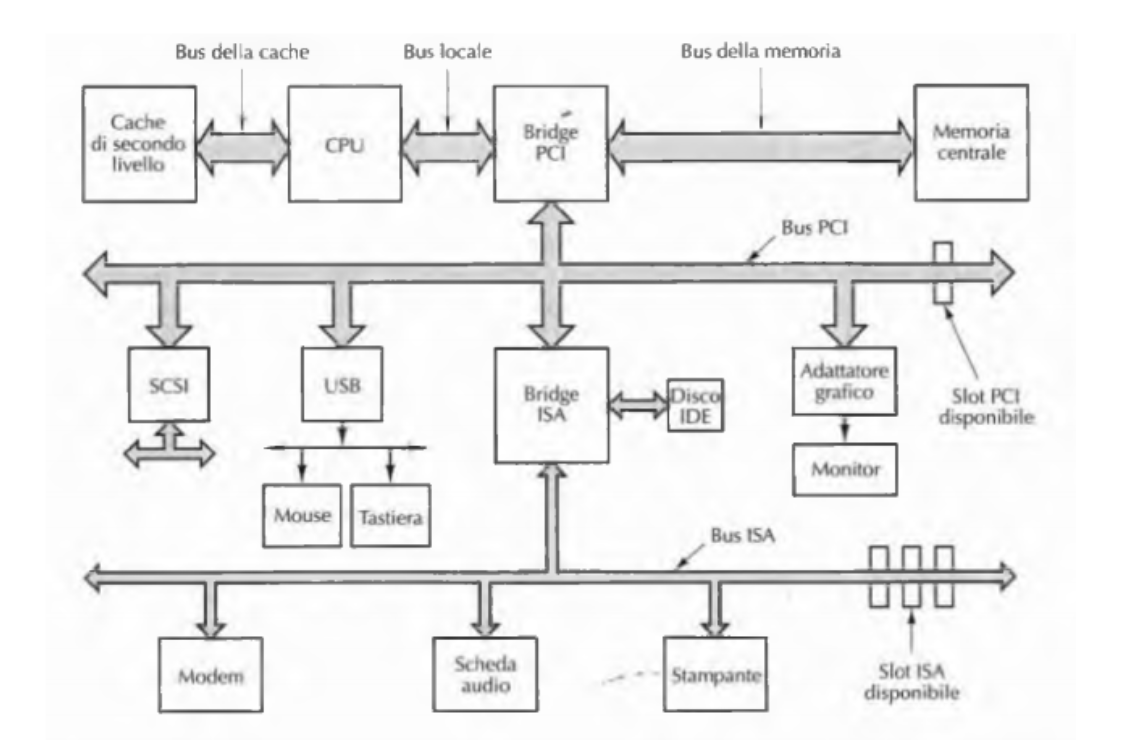 Bus della cache
Bus locale
Bus della memoria
Cache
di secondo
livello
CPU
Bridge
PCI
Memoria
centrale
Bus PCI
SCSI
USB
Bridge
ISA
Disco
IDE
Adattatore
grafico
Slot PCI
disponibile
Monitor
Mouse
Tastiera
Bus ISA
Modem
Scheda
audio
Stampante
Slot ISA
disponibile